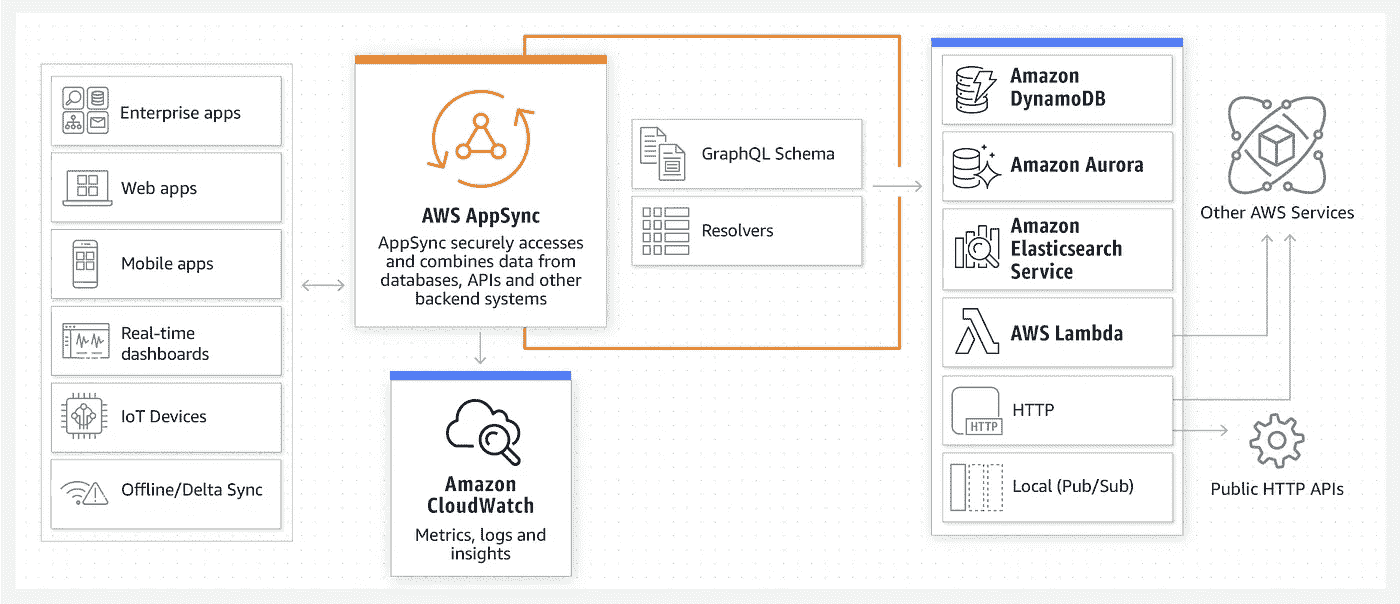 Enterprise apps
Web apps
Mobile apps
Real-time
dashboards
IoT Devices
Offline/Delta Sync
AWS AppSync
AppSync securely accesses
and combines data from
databases, APIs and other
backend systems
Amazon
CloudWatch
Metrics, logs and
insights
GraphQL Schema
Resolvers
Amazon
DynamoDB
Amazon Aurora
Amazon
Elasticsearch
Service
AWS Lambda
HTTP
HTTP
Local (Pub/Sub)
Other AWS Services
Public HTTP APIs